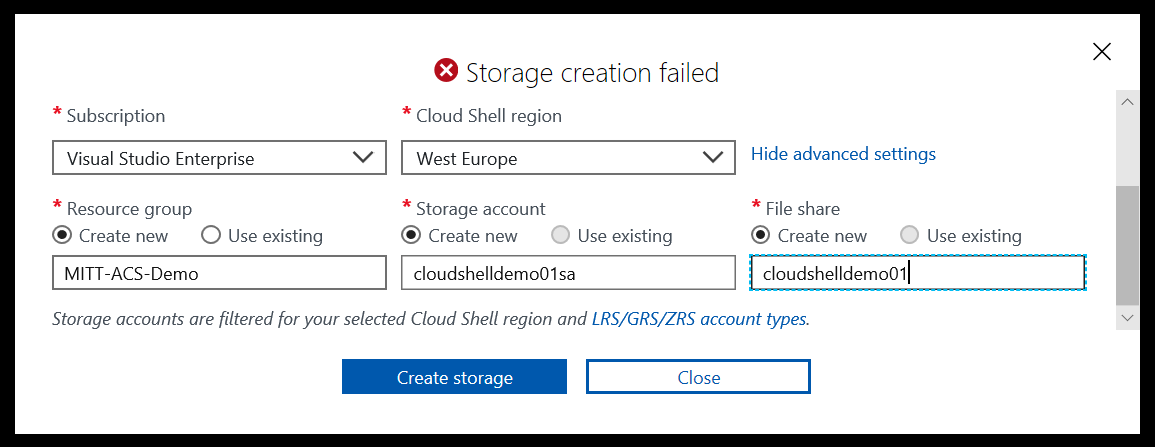 Storage creation failed
* Subscription
* Cloud Shell region
Visual Studio Enterprise
West Europe
Hide advanced settings
* Resource group
* Storage account
* File share
Create new
Use existing
Create new
Use existing
Create new
Use existing
MITT-ACS-Demo
cloudshelldemo01sa
cloudshelldemo01
Storage accounts are filtered for your selected Cloud Shell region and LRS/GRS/ZRS account types.
Create storage
Close